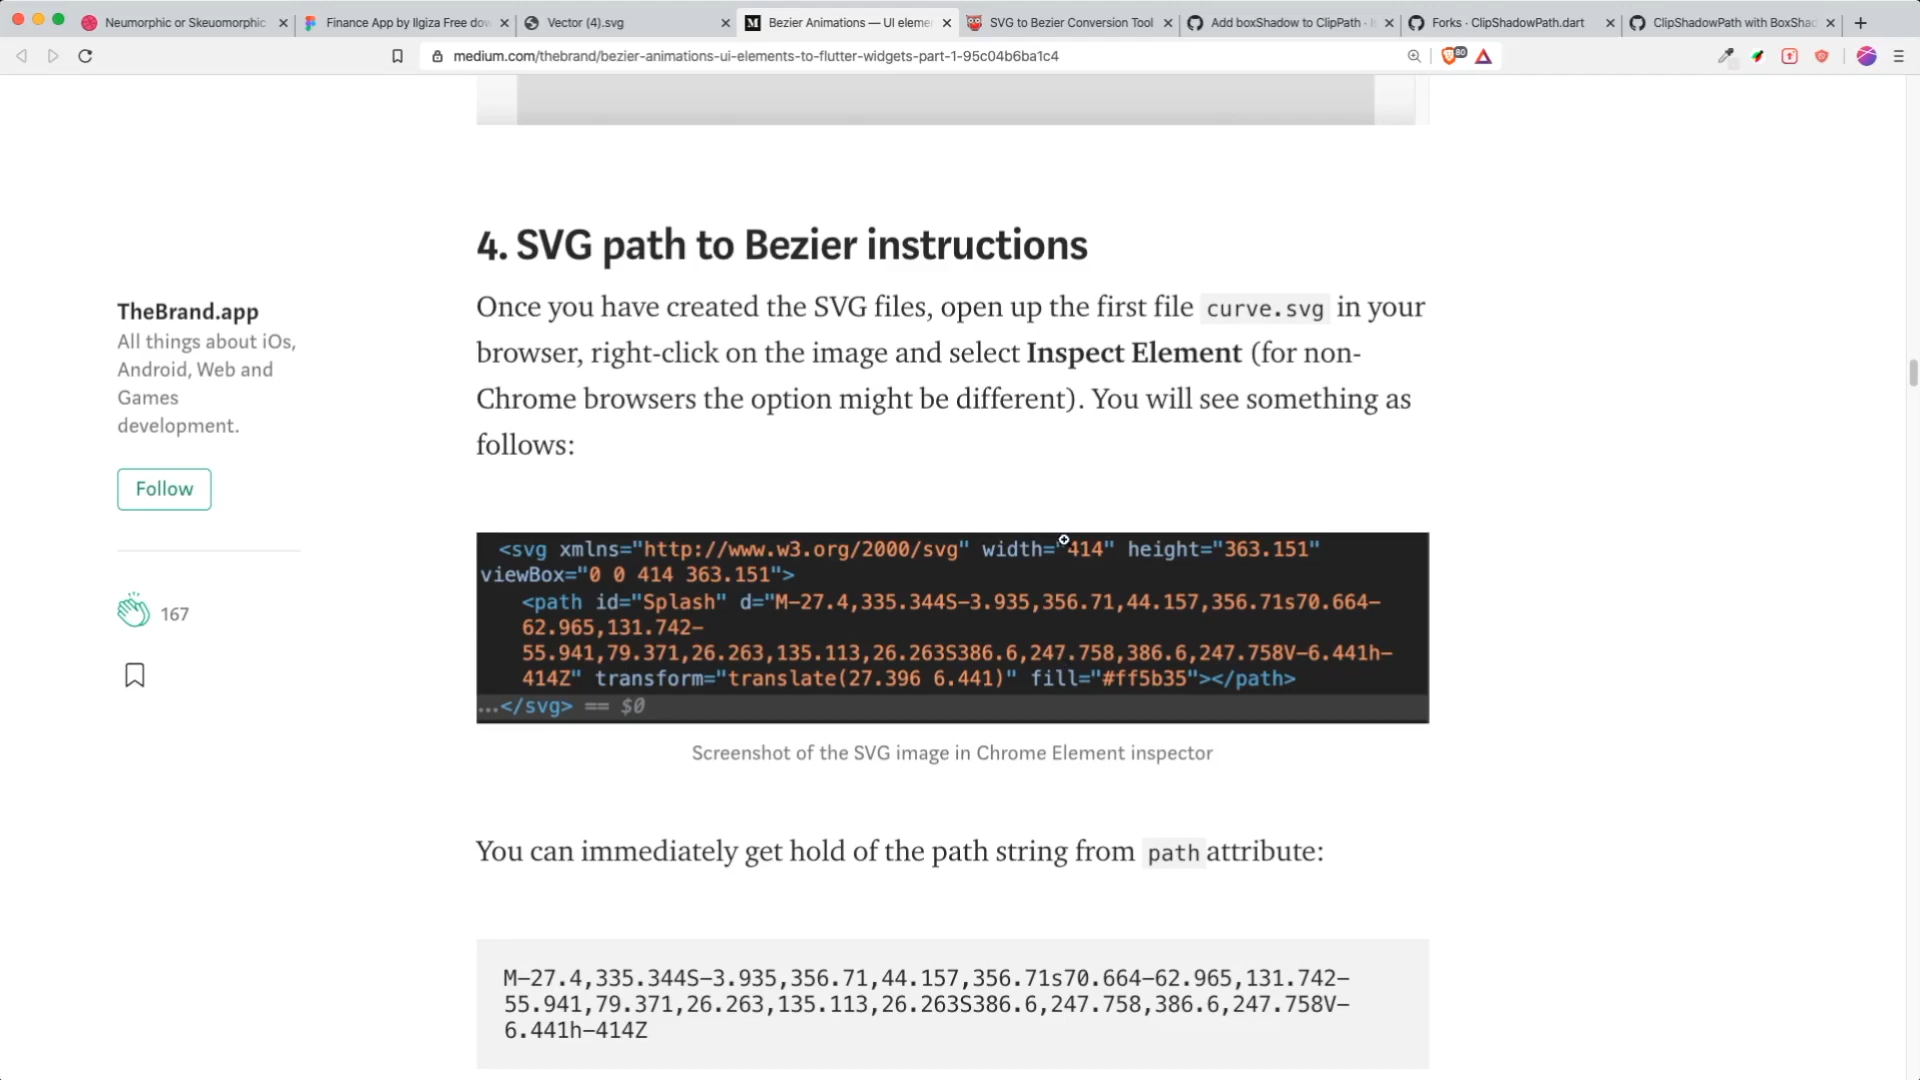 Neumorphic or Skeuomorphic
Finance App by Ilgiza Free dow
Vector (4).svg
Bezier Animations — UI eleme
SVG to Bezier Conversion Tool
Add boxShadow to ClipPath · Is
Forks · ClipShadowPath.dart
ClipShadowPath with BoxShad
medium.com/thebrand/bezier-animations-ui-elements-to-flutter-widgets-part-1-95c04b6ba1c4
80
4. SVG path to Bezier instructions
Once you have created the SVG files, open up the first file curve.svg in your
browser, right-click on the image and select Inspect Element (for non-
Chrome browsers the option might be different). You will see something as
follows:
TheBrand.app
All things about iOs,
Android, Web and
Games
development.
Follow
167
<svg xmlns="http://www.w3.org/2000/svg" width="414" height="363.151"
viewBox="0 0 414 363.151">
<path id="Splash" d="M-27.4,335.344S-3.935,356.71,44.157,356.71s70.664-
62.965,131.742-
55.941,79.371,26.263,135.113,26.263S386.6,247.758,386.6,247.758V-6.441h-
414Z" transform="translate(27.396 6.441)" fill="#ff5b35"></path>
...</svg> == $0
Screenshot of the SVG image in Chrome Element inspector
You can immediately get hold of the path string from path attribute:
M-27.4,335.344S-3.935,356.71,44.157,356.71s70.664-62.965,131.742-
55.941,79.371,26.263,135.113,26.263S386.6,247.758,386.6,247.758V-
6.441h-414Z